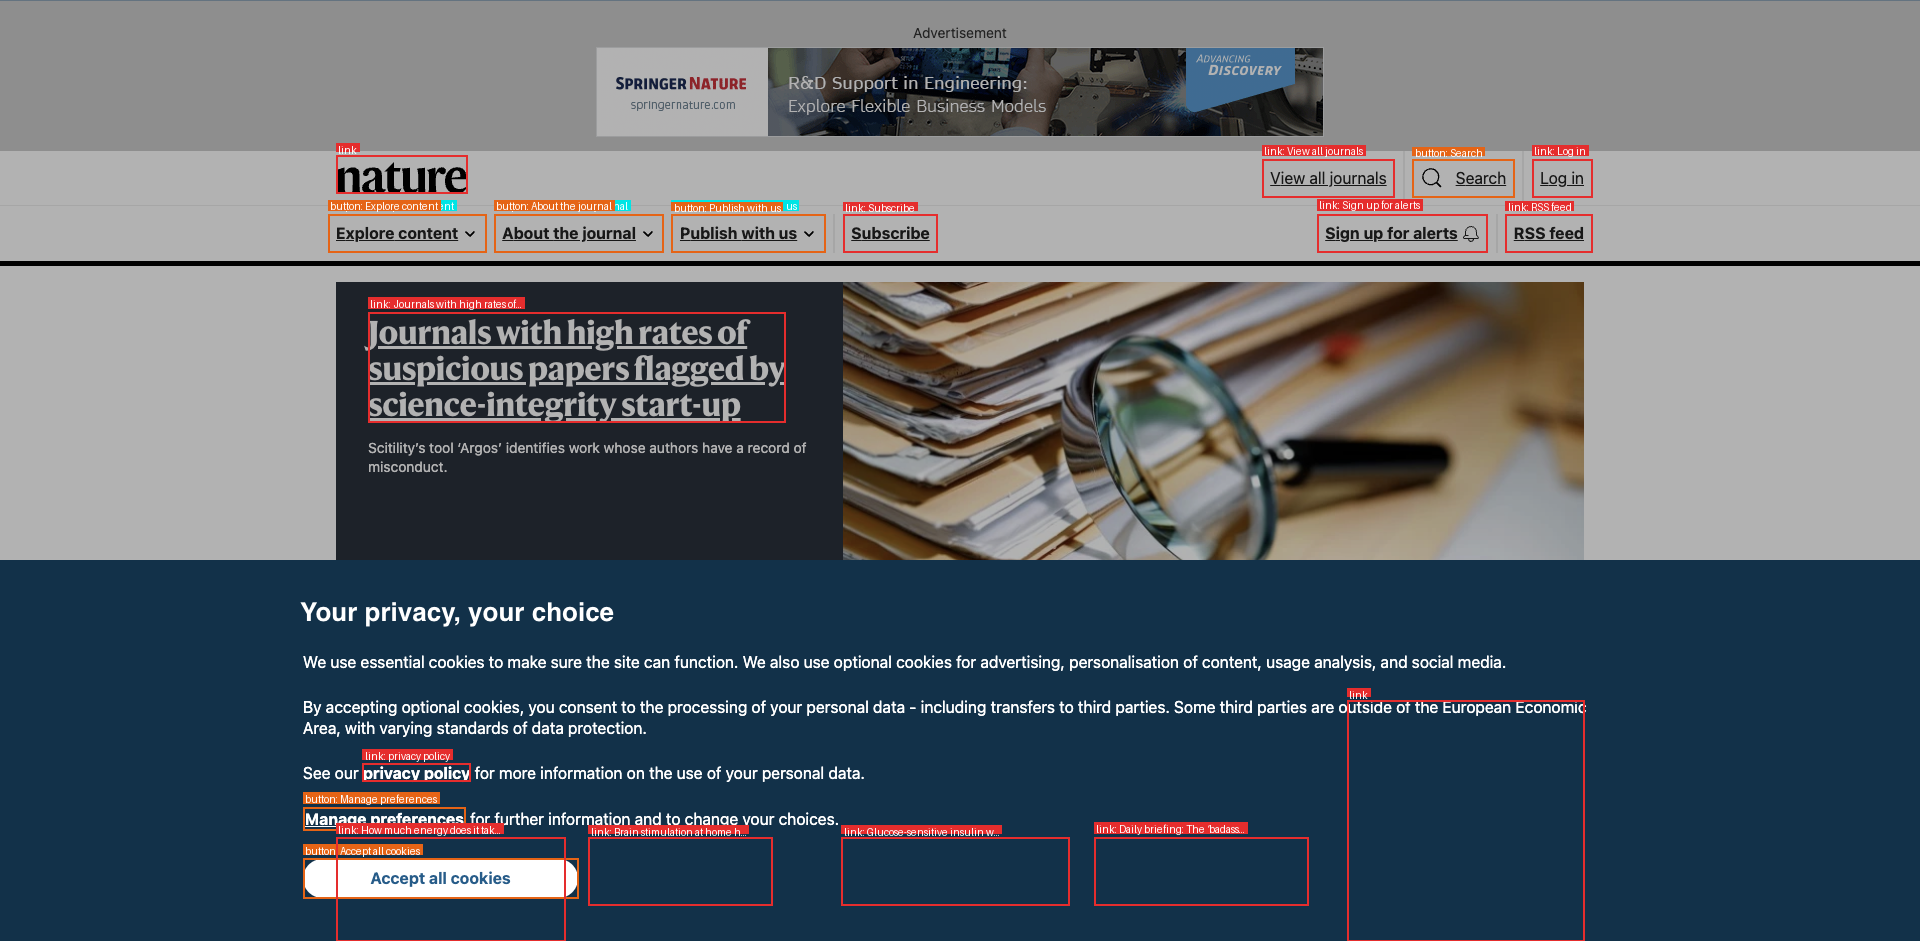 Advertisement
SPRINGER NATURE
springernature.com
R&D Support in Engineering:
Explore Flexible Business Models
ADVANCING
DISCOVERY
link
nature
link: View all journals
View all journals
button: Search
Search
link: Log in
Log in
button: Explore content
nt
Explore content
button: About the journal
nal
About the journal
button: Publish with us
us
Publish with us
link: Subscribe
Subscribe
link: Sign up for alerts
Sign up for alerts
link: RSS feed
RSS feed
link: Journals with high rates of...
Journals with high rates of
suspicious papers flagged by
science-integrity start-up
Scitility’s tool ‘Argos’ identifies work whose authors have a record of
misconduct.
Your privacy, your choice
We use essential cookies to make sure the site can function. We also use optional cookies for advertising, personalisation of content, usage analysis, and social media.
link
By accepting optional cookies, you consent to the processing of your personal data - including transfers to third parties. Some third parties are outside of the European Economic
Area, with varying standards of data protection.
link: privacy policy
See our privacy policy for more information on the use of your personal data.
button: Manage preferences
Manage preferences for further information and to change your choices.
link: How much energy does it tak...
link: Brain stimulation at home h...
link: Glucose-sensitive insulin w...
link: Daily briefing: The "badass...
button: Accept all cookies
Accept all cookies